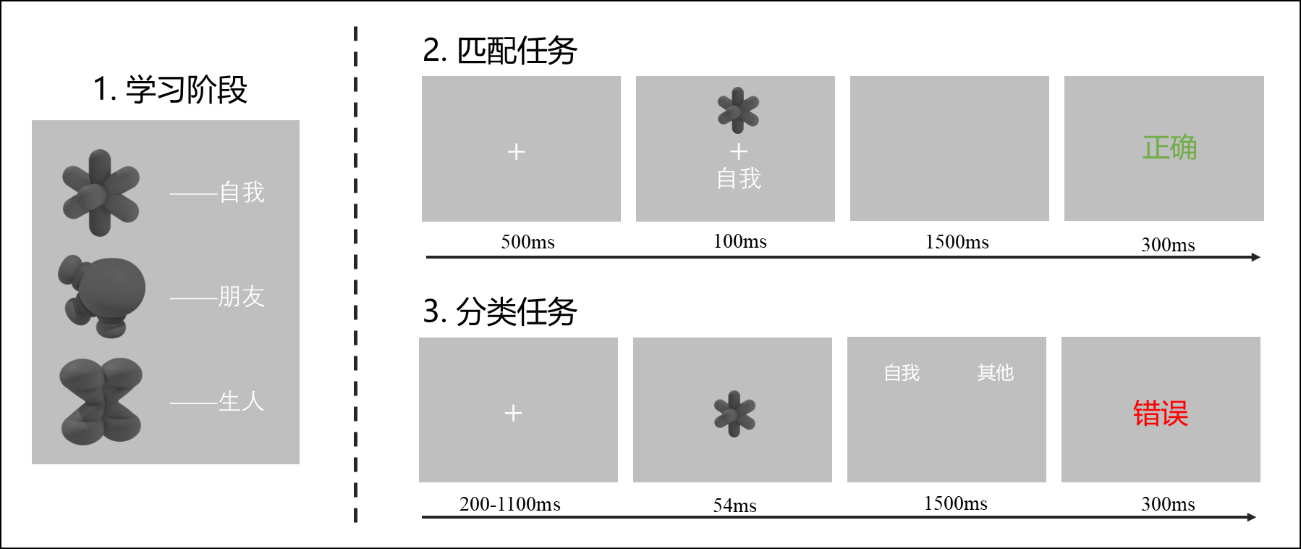 1. 学习阶段
——自我
——朋友
——生人
2. 匹配任务
+
+
自我
正确
500ms
100ms
1500ms
300ms
3. 分类任务
+
自我 其他
错误
200-1100ms
54ms
1500ms
300ms